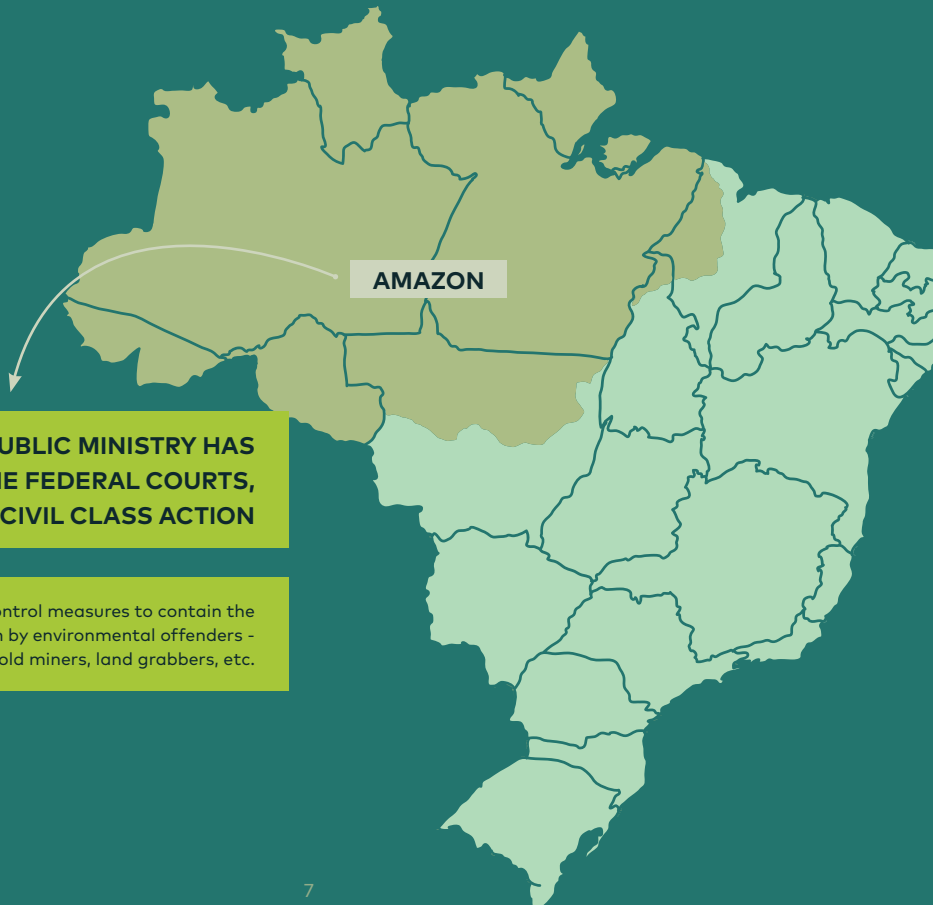 AMAZON
UBLIC MINISTRY HAS
E FEDERAL COURTS,
CIVIL CLASS ACTION
ontrol measures to contain the
n by environmental offenders -
old miners, land grabbers, etc.
7